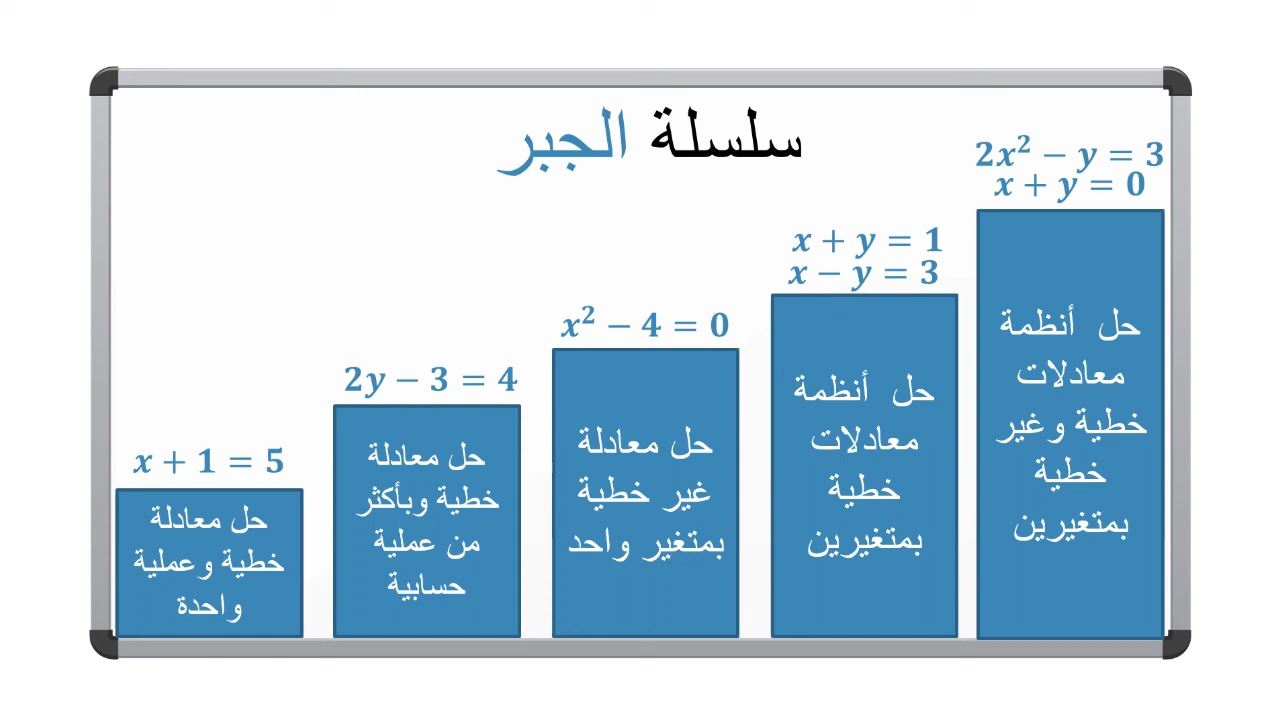 سلسلة الجبر
x + 1 = 5
حل معادلة
خطية وعملية
واحدة
2y − 3 = 4
حل معادلة
خطية وبأكثر
من عملية
حسابية
x² − 4 = 0
حل معادلة
غير خطية
بمتغير واحد
x + y = 1
x − y = 3
حل أنظمة
معادلات
خطية
بمتغيرين
2x² − y = 3
x + y = 0
حل أنظمة
معادلات
خطية وغير
خطية
بمتغيرين